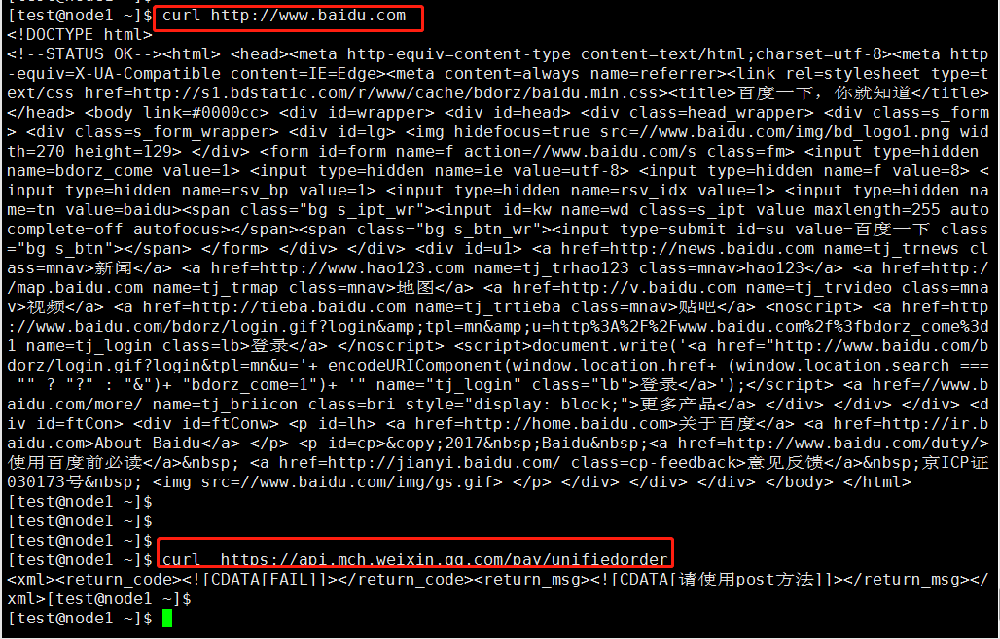 [test@node1 ~]$ curl http://www.baidu.com
<!DOCTYPE html>
<!--STATUS OK--><html> <head><meta http-equiv=content-type content=text/html;charset=utf-8><meta http
-equiv=X-UA-Compatible content=IE=Edge><meta content=always name=referrer><link rel=stylesheet type=t
ext/css href=http://s1.bdstatic.com/r/www/cache/bdorz/baidu.min.css><title>百度一下，你就知道</title>
</head> <body link=#0000cc> <div id=wrapper> <div id=head> <div class=head_wrapper> <div class=s_form
> <div class=s_form_wrapper> <div id=lg> <img hidefocus=true src=//www.baidu.com/img/bd_logo1.png wid
th=270 height=129> </div> <form id=form name=f action=//www.baidu.com/s class=fm> <input type=hidden 
name=bdorz_come value=1> <input type=hidden name=ie value=utf-8> <input type=hidden name=f value=8> <
input type=hidden name=rsv_bp value=1> <input type=hidden name=rsv_idx value=1> <input type=hidden na
me=tn value=baidu><span class="bg s_ipt_wr"><input id=kw name=wd class=s_ipt value maxlength=255 auto
complete=off autofocus></span><span class="bg s_btn_wr"><input type=submit id=su value=百度一下 class
="bg s_btn"></span> </form> </div> </div> <div id=u1> <a href=http://news.baidu.com name=tj_trnews cl
ass=mnav>新闻</a> <a href=http://www.hao123.com name=tj_trhao123 class=mnav>hao123</a> <a href=http:/
/map.baidu.com name=tj_trmap class=mnav>地图</a> <a href=http://v.baidu.com name=tj_trvideo class=mna
v>视频</a> <a href=http://tieba.baidu.com name=tj_trtieba class=mnav>贴吧</a> <noscript> <a href=http
://www.baidu.com/bdorz/login.gif?login&amp;tpl=mn&amp;u=http%3A%2F%2Fwww.baidu.com%2f%3fbdorz_come%3d
1 name=tj_login class=lb>登录</a> </noscript> <script>document.write('<a href="http://www.baidu.com/b
dorz/login.gif?login&tpl=mn&u='+ encodeURIComponent(window.location.href+ (window.location.search ===
 "" ? "?" : "&")+ "bdorz_come=1")+ '" name="tj_login" class="lb">登录</a>');</script> <a href=//www.b
aidu.com/more/ name=tj_briicon class=bri style="display: block;">更多产品</a> </div> </div> </div> <d
iv id=ftCon> <div id=ftConw> <p id=lh> <a href=http://home.baidu.com>关于百度</a> <a href=http://ir.b
aidu.com>About Baidu</a> </p> <p id=cp>&copy;2017&nbsp;Baidu&nbsp;<a href=http://www.baidu.com/duty/>
使用百度前必读</a>&nbsp; <a href=http://jianyi.baidu.com/ class=cp-feedback>意见反馈</a>&nbsp;京ICP证
030173号&nbsp; <img src=//www.baidu.com/img/gs.gif> </p> </div> </div> </div> </body> </html>
[test@node1 ~]$
[test@node1 ~]$
[test@node1 ~]$
[test@node1 ~]$ curl  https://api.mch.weixin.qq.com/pay/unifiedorder
<xml><return_code><![CDATA[FAIL]]></return_code><return_msg><![CDATA[请使用post方法]]></return_msg></
xml>[test@node1 ~]$
[test@node1 ~]$